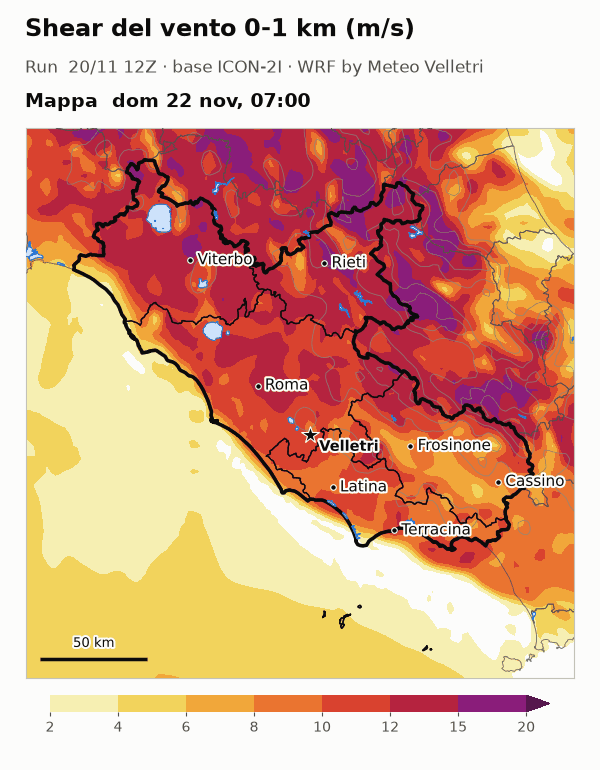 Shear del vento 0-1 km (m/s)
Run  20/11 12Z · base ICON-2I · WRF by Meteo Velletri
Mappa  dom 22 nov, 07:00
Viterbo
Rieti
Roma
Velletri
Frosinone
Latina
Cassino
Terracina
50 km
2 4 6 8 10 12 15 20